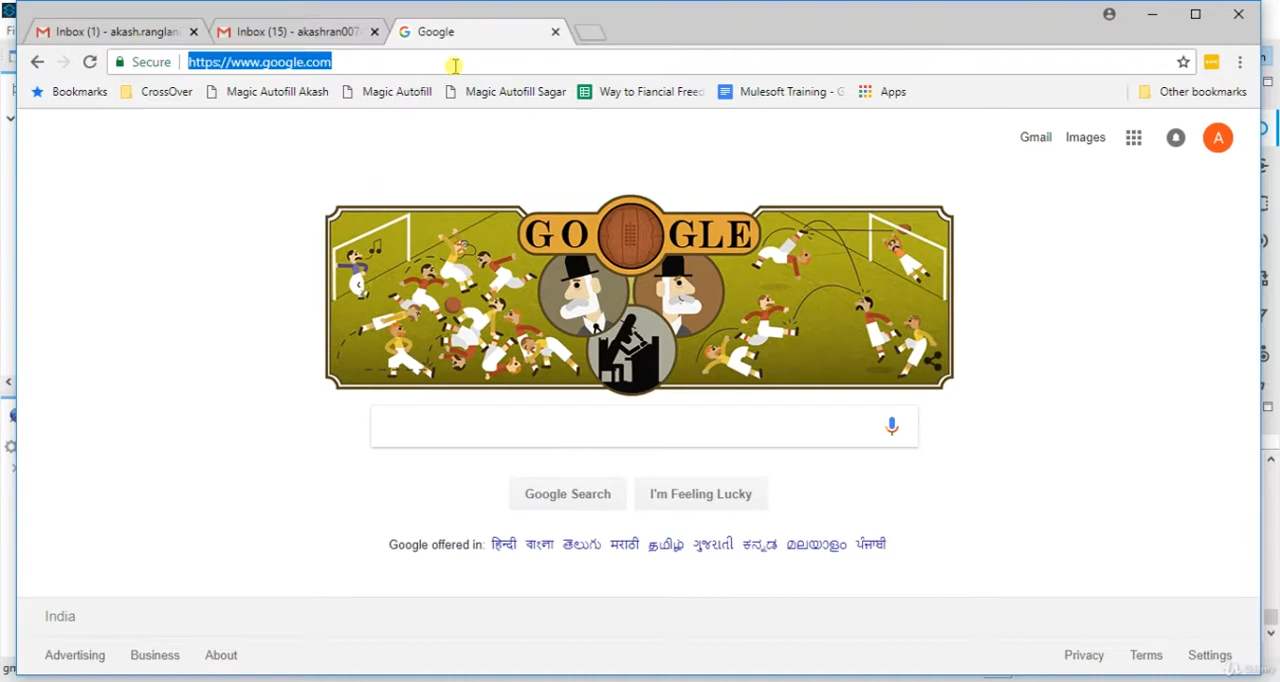 Inbox (1) - akash.ranglan
Inbox (15) - akashran007
Google
Secure
https://www.google.com
Bookmarks
CrossOver
Magic Autofill Akash
Magic Autofill
Magic Autofill Sagar
Way to Fiancial Freed
Mulesoft Training - G
Apps
Other bookmarks
Gmail
Images
A
GO GLE
Google Search
I'm Feeling Lucky
Google offered in: हिन्दी বাংলা తెలుగు मराठी தமிழ் ગુજરાતી ಕನ್ನಡ മലയാളം ਪੰਜਾਬੀ
India
Advertising
Business
About
Privacy
Terms
Settings